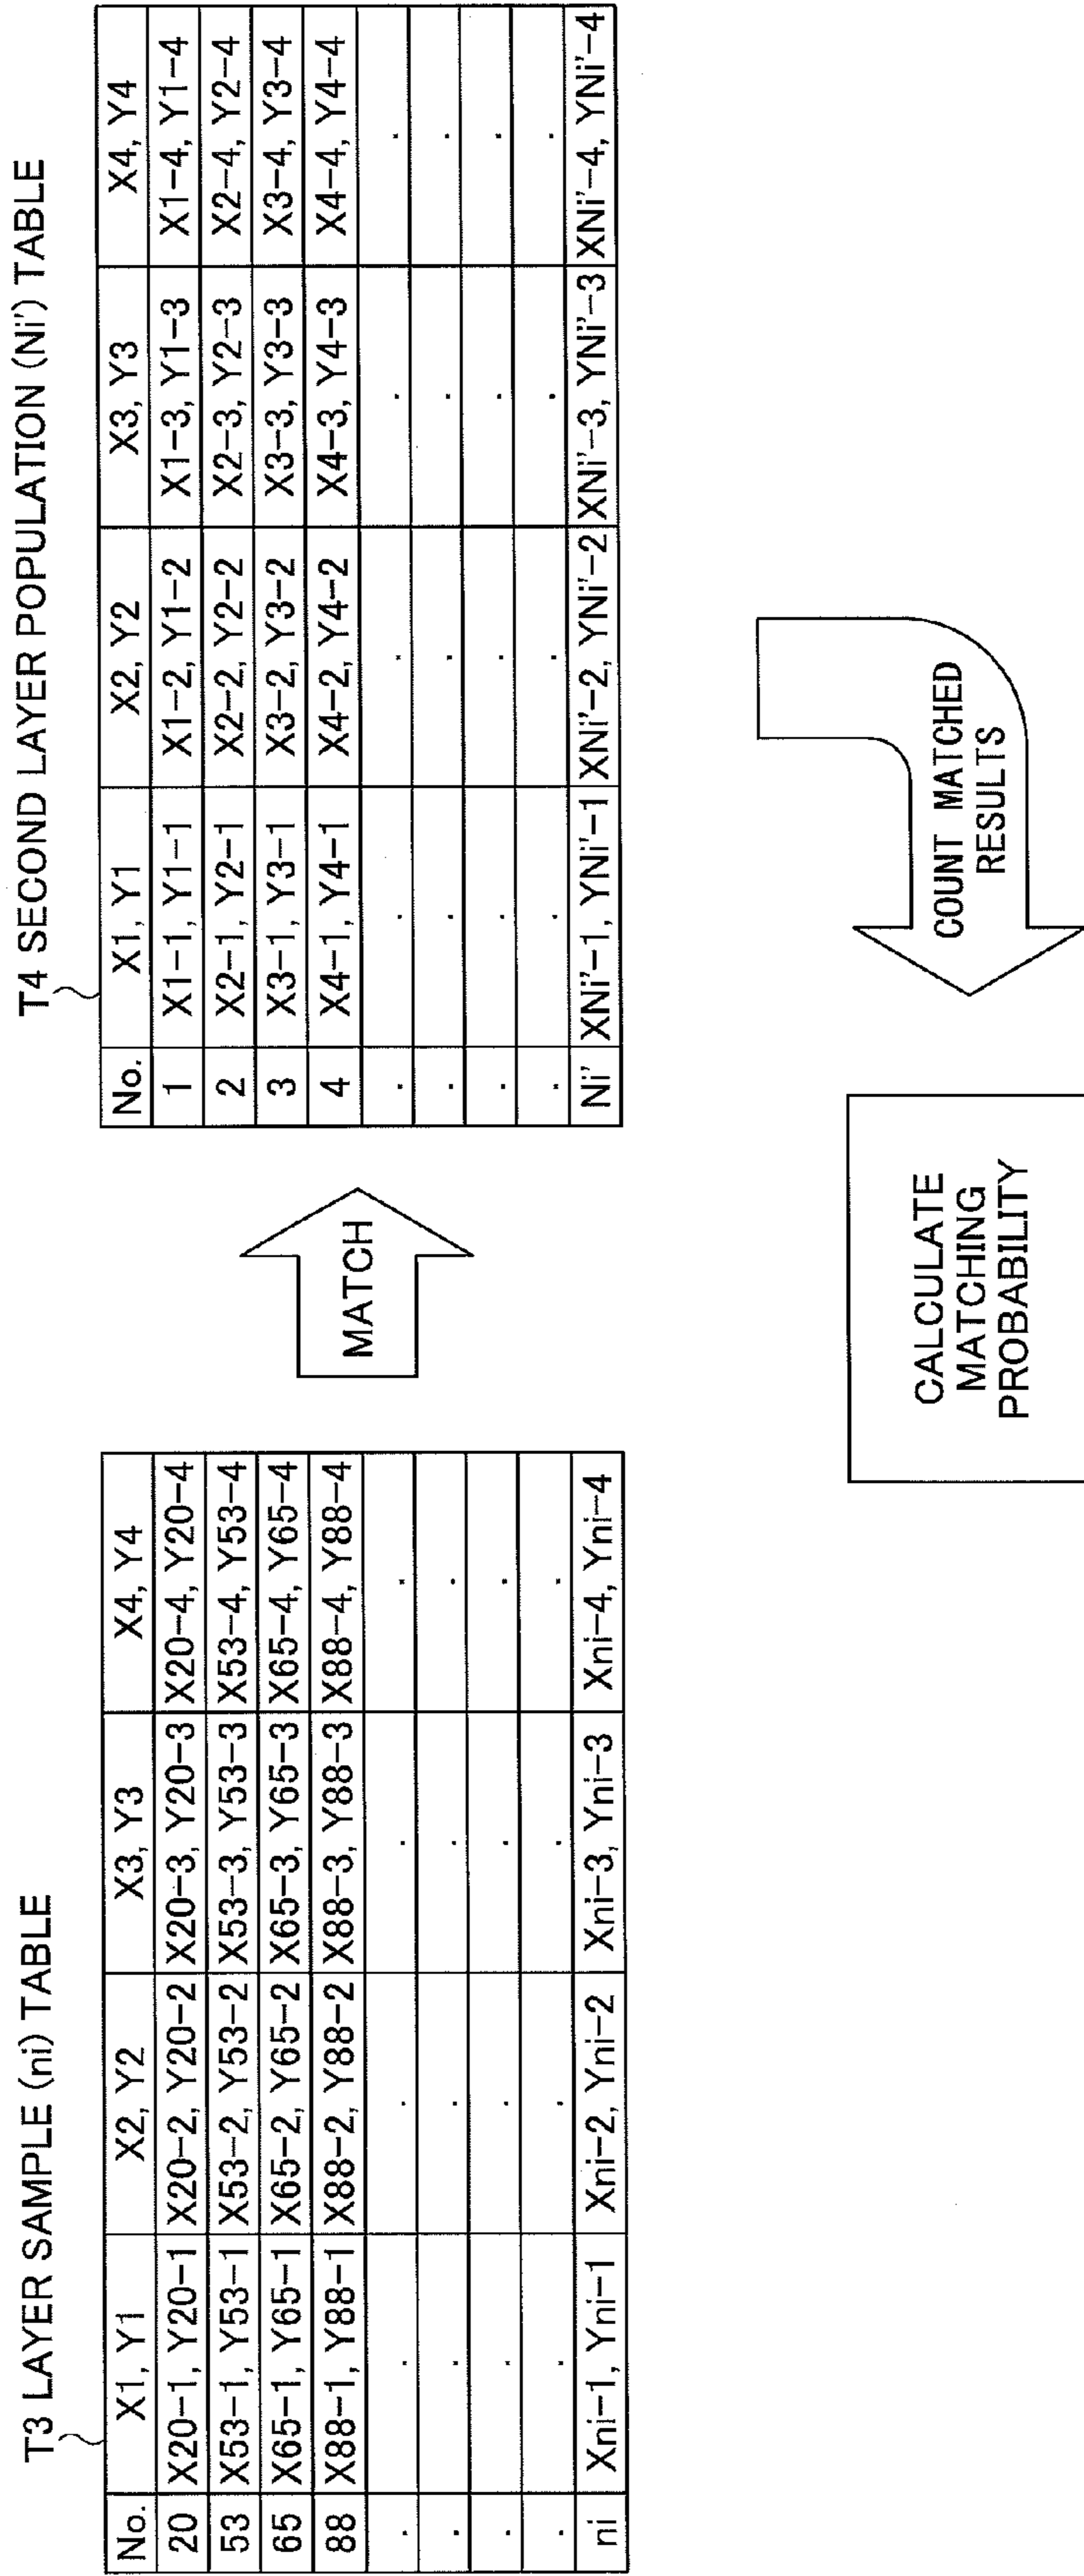 T3 LAYER SAMPLE (ni) TABLE
No. X1, Y1 X2, Y2 X3, Y3 X4, Y4
20 X20-1, Y20-1 X20-2, Y20-2 X20-3, Y20-3 X20-4, Y20-4
53 X53-1, Y53-1 X53-2, Y53-2 X53-3, Y53-3 X53-4, Y53-4
65 X65-1, Y65-1 X65-2, Y65-2 X65-3, Y65-3 X65-4, Y65-4
88 X88-1, Y88-1 X88-2, Y88-2 X88-3, Y88-3 X88-4, Y88-4
. . . . .
. . . . .
. . . . .
. . . . .
ni Xni-1, Yni-1 Xni-2, Yni-2 Xni-3, Yni-3 Xni-4, Yni-4
MATCH
T4 SECOND LAYER POPULATION (Ni') TABLE
No. X1, Y1 X2, Y2 X3, Y3 X4, Y4
1 X1-1, Y1-1 X1-2, Y1-2 X1-3, Y1-3 X1-4, Y1-4
2 X2-1, Y2-1 X2-2, Y2-2 X2-3, Y2-3 X2-4, Y2-4
3 X3-1, Y3-1 X3-2, Y3-2 X3-3, Y3-3 X3-4, Y3-4
4 X4-1, Y4-1 X4-2, Y4-2 X4-3, Y4-3 X4-4, Y4-4
. . . . .
. . . . .
. . . . .
. . . . .
Ni' XNi'-1, YNi'-1 XNi'-2, YNi'-2 XNi'-3, YNi'-3 XNi'-4, YNi'-4
COUNT MATCHED
RESULTS
CALCULATE
MATCHING
PROBABILITY